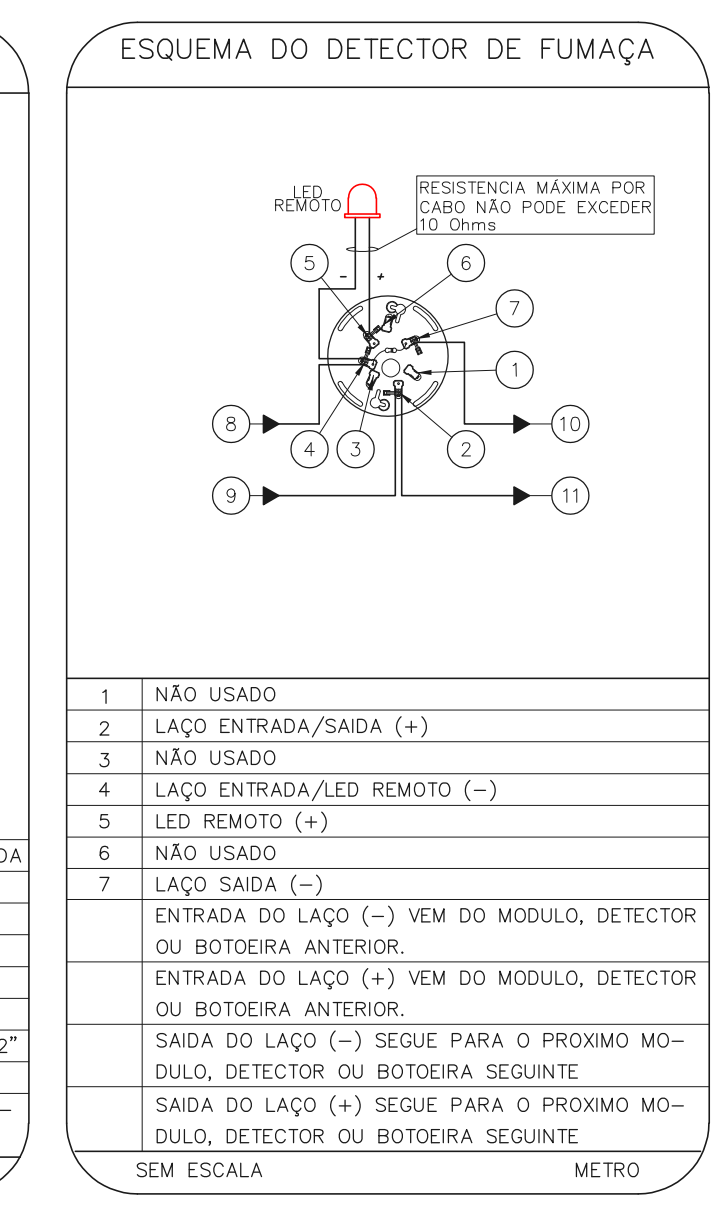 ESQUEMA DO DETECTOR DE FUMAÇA
LED
REMOTO
RESISTENCIA MÁXIMA POR
CABO NÃO PODE EXCEDER
10 Ohms
5
6
-
+
7
1
8
10
4
3
2
9
11
1 NÃO USADO
2 LAÇO ENTRADA/SAIDA (+)
3 NÃO USADO
4 LAÇO ENTRADA/LED REMOTO (-)
5 LED REMOTO (+)
6 NÃO USADO
7 LAÇO SAIDA (-)
ENTRADA DO LAÇO (-) VEM DO MODULO, DETECTOR
OU BOTOEIRA ANTERIOR.
ENTRADA DO LAÇO (+) VEM DO MODULO, DETECTOR
OU BOTOEIRA ANTERIOR.
SAIDA DO LAÇO (-) SEGUE PARA O PROXIMO MO-
DULO, DETECTOR OU BOTOEIRA SEGUINTE
SAIDA DO LAÇO (+) SEGUE PARA O PROXIMO MO-
DULO, DETECTOR OU BOTOEIRA SEGUINTE
SEM ESCALA METRO